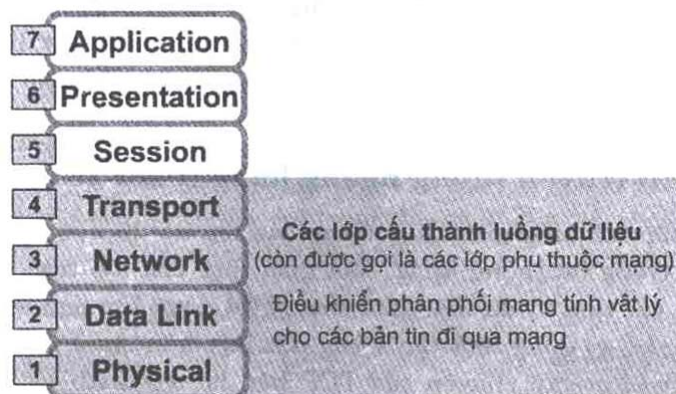 7 Application
6 Presentation
5 Session
4 Transport
3 Network
2 Data Link
1 Physical
Các lớp cấu thành luồng dữ liệu
(còn được gọi là các lớp phụ thuộc mạng)
Điều khiển phân phối mang tính vật lý
cho các bản tin đi qua mạng